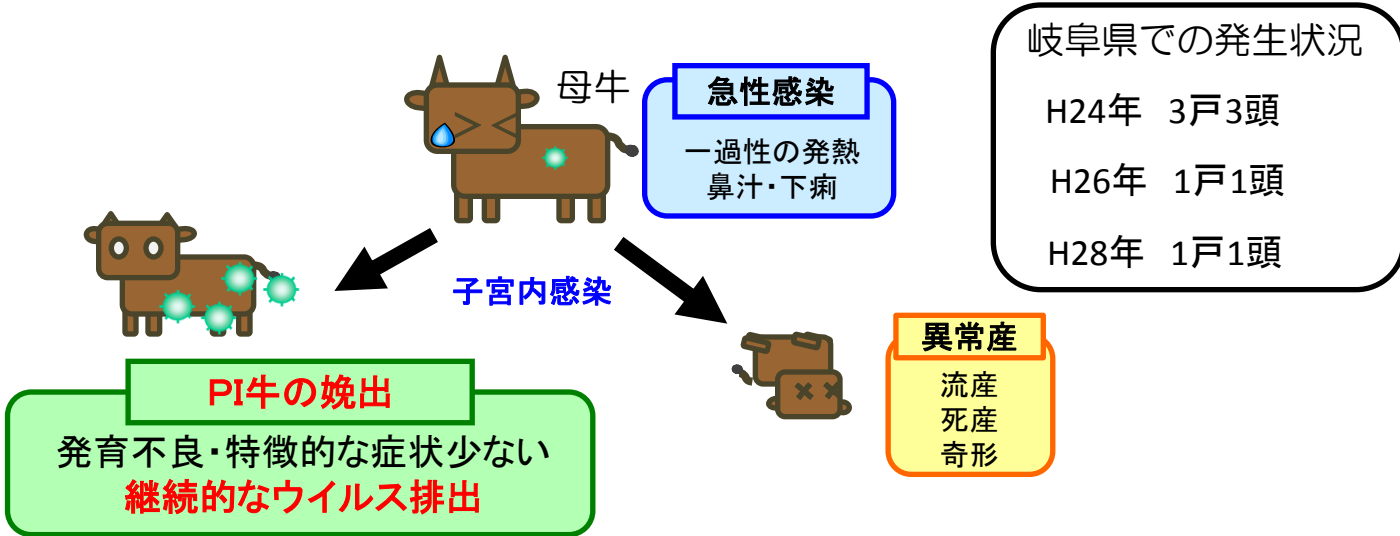 母牛
急性感染
一過性の発熱
鼻汁・下痢
岐阜県での発生状況
H24年 3戸3頭
H26年 1戸1頭
H28年 1戸1頭
子宮内感染
PI牛の娩出
発育不良・特徴的な症状少ない
継続的なウイルス排出
異常産
流産
死産
奇形